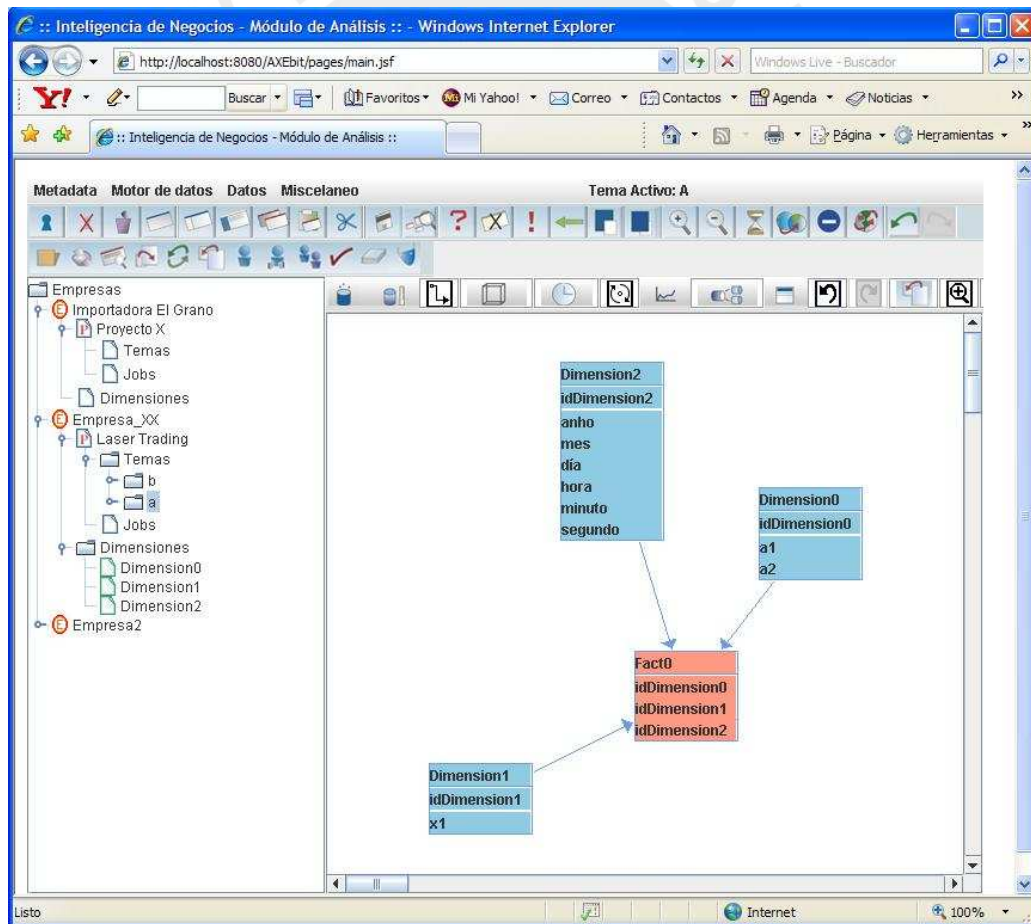 :: Inteligencia de Negocios - Módulo de Análisis :: - Windows Internet Explorer
http://localhost:8080/AXEbit/pages/main.jsf
Windows Live - Buscador
Y! Buscar Favoritos Mi Yahoo! Correo Contactos Agenda Noticias >>
:: Inteligencia de Negocios - Módulo de Análisis :: Página Herramientas >>
Metadata Motor de datos Datos Miscelaneo Tema Activo: A
Empresas
E Importadora El Grano
P Proyecto X
Temas
Jobs
Dimensiones
E Empresa_XX
P Laser Trading
Temas
b
a
Jobs
Dimensiones
Dimension0
Dimension1
Dimension2
E Empresa2
Dimension2
idDimension2
anho
mes
día
hora
minuto
segundo
Dimension0
idDimension0
a1
a2
Fact0
idDimension0
idDimension1
idDimension2
Dimension1
idDimension1
x1
Listo Internet 100%